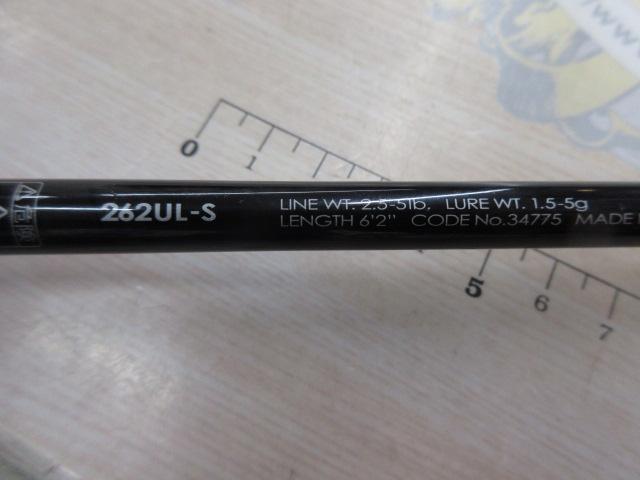 www.
0 1
262UL-S
LINE WT. 2.5-5lb. LURE WT. 1.5-5g
LENGTH 6'2" CODE No.34775 MADE
5 6 7